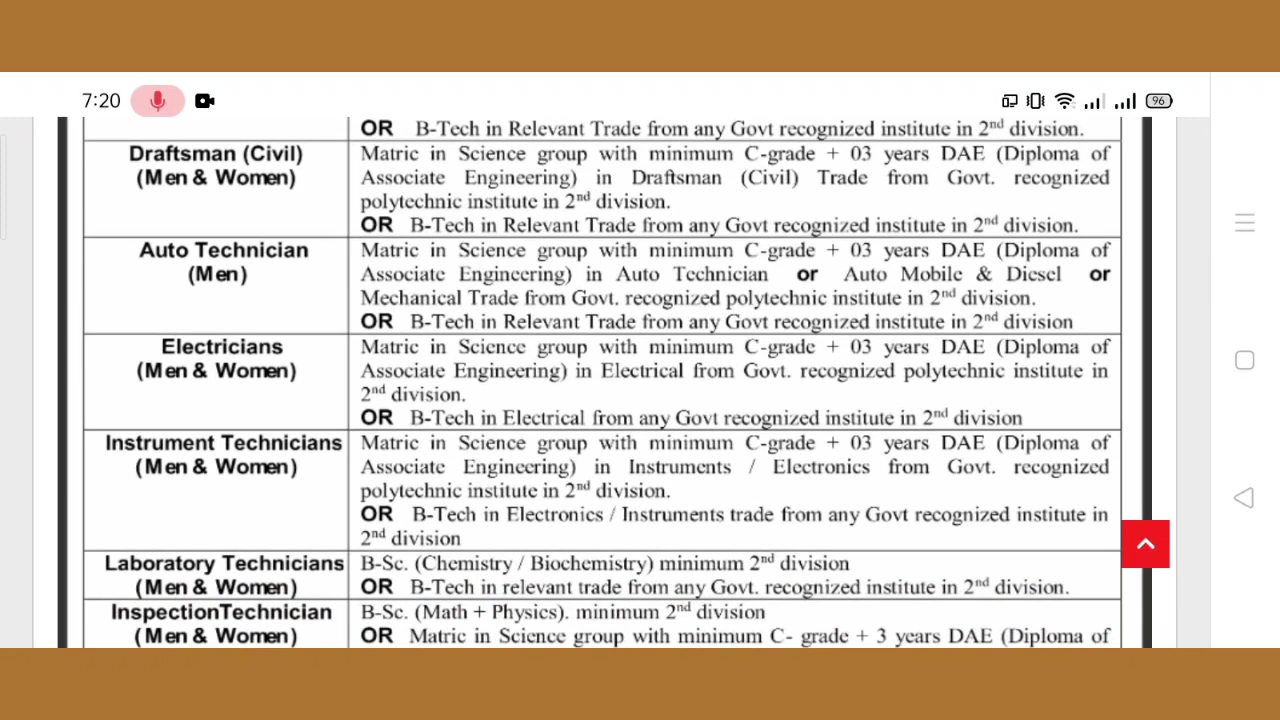 7:20
96
OR B-Tech in Relevant Trade from any Govt recognized institute in 2nd division.
Draftsman (Civil)
(Men & Women)
Matric in Science group with minimum C-grade + 03 years DAE (Diploma of
Associate Engineering) in Draftsman (Civil) Trade from Govt. recognized
polytechnic institute in 2nd division.
OR B-Tech in Relevant Trade from any Govt recognized institute in 2nd division.
Auto Technician
(Men)
Matric in Science group with minimum C-grade + 03 years DAE (Diploma of
Associate Engineering) in Auto Technician or Auto Mobile & Diesel or
Mechanical Trade from Govt. recognized polytechnic institute in 2nd division.
OR B-Tech in Relevant Trade from any Govt recognized institute in 2nd division
Electricians
(Men & Women)
Matric in Science group with minimum C-grade + 03 years DAE (Diploma of
Associate Engineering) in Electrical from Govt. recognized polytechnic institute in
2nd division.
OR B-Tech in Electrical from any Govt recognized institute in 2nd division
Instrument Technicians
(Men & Women)
Matric in Science group with minimum C-grade + 03 years DAE (Diploma of
Associate Engineering) in Instruments / Electronics from Govt. recognized
polytechnic institute in 2nd division.
OR B-Tech in Electronics / Instruments trade from any Govt recognized institute in
2nd division
Laboratory Technicians
(Men & Women)
B-Sc. (Chemistry / Biochemistry) minimum 2nd division
OR B-Tech in relevant trade from any Govt. recognized institute in 2nd division.
InspectionTechnician
(Men & Women)
B-Sc. (Math + Physics). minimum 2nd division
OR Matric in Science group with minimum C- grade + 3 years DAE (Diploma of